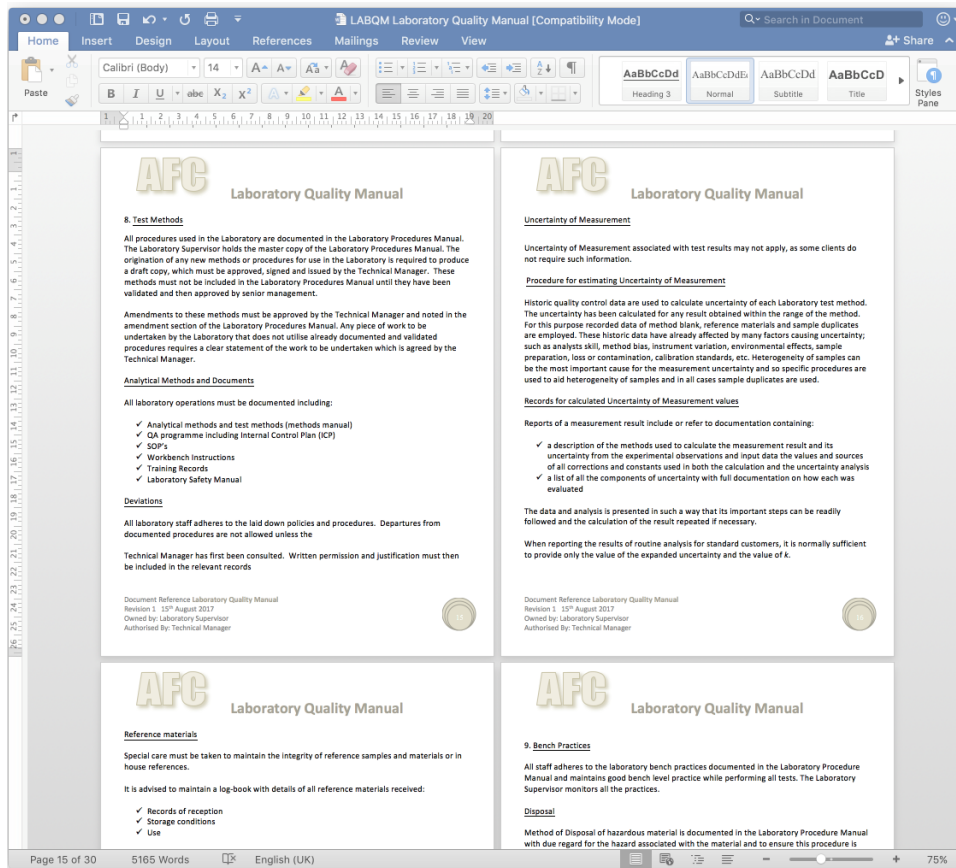 LABQM Laboratory Quality Manual [Compatibility Mode]
Search in Document
Home Insert Design Layout References Mailings Review View
Share
Paste
Calibri (Body) 14
AaBbCcDd AaBbCcDdEe AaBbCcDd AaBbCcD
Heading 3 Normal Subtitle Title
Styles Pane
AFC
Laboratory Quality Manual
8. Test Methods
All procedures used in the Laboratory are documented in the Laboratory Procedures Manual.
The Laboratory Supervisor holds the master copy of the Laboratory Procedures Manual. The
origination of any new methods or procedures for use in the Laboratory is required to produce
a draft copy, which must be approved, signed and issued by the Technical Manager. These
methods must not be included in the Laboratory Procedures Manual until they have been
validated and then approved by senior management.
Amendments to these methods must be approved by the Technical Manager and noted in the
amendment section of the Laboratory Procedures Manual. Any piece of work to be
undertaken by the Laboratory that does not utilise already documented and validated
procedures requires a clear statement of the work to be undertaken which is agreed by the
Technical Manager.
Analytical Methods and Documents
All laboratory operations must be documented including:
✓ Analytical methods and test methods (methods manual)
✓ QA programme including Internal Control Plan (ICP)
✓ SOP's
✓ Workbench Instructions
✓ Training Records
✓ Laboratory Safety Manual
Deviations
All laboratory staff adheres to the laid down policies and procedures. Departures from
documented procedures are not allowed unless the
Technical Manager has first been consulted. Written permission and justification must then
be included in the relevant records
Document Reference Laboratory Quality Manual
Revision 1 15th August 2017
Owned by: Laboratory Supervisor
Authorised By: Technical Manager
AFC
Laboratory Quality Manual
Uncertainty of Measurement
Uncertainty of Measurement associated with test results may not apply, as some clients do
not require such information.
Procedure for estimating Uncertainty of Measurement
Historic quality control data are used to calculate uncertainty of each Laboratory test method.
The uncertainty has been calculated for any result obtained within the range of the method.
For this purpose recorded data of method blank, reference materials and sample duplicates
are employed. These historic data have already affected by many factors causing uncertainty;
such as analysts skill, method bias, instrument variation, environmental effects, sample
preparation, loss or contamination, calibration standards, etc. Heterogeneity of samples can
be the most important cause for the measurement uncertainty and so specific procedures are
used to aid heterogeneity of samples and in all cases sample duplicates are used.
Records for calculated Uncertainty of Measurement values
Reports of a measurement result include or refer to documentation containing:
✓ a description of the methods used to calculate the measurement result and its
uncertainty from the experimental observations and input data the values and sources
of all corrections and constants used in both the calculation and the uncertainty analysis
✓ a list of all the components of uncertainty with full documentation on how each was
evaluated
The data and analysis is presented in such a way that its important steps can be readily
followed and the calculation of the result repeated if necessary.
When reporting the results of routine analysis for standard customers, it is normally sufficient
to provide only the value of the expanded uncertainty and the value of k.
Document Reference Laboratory Quality Manual
Revision 1 15th August 2017
Owned by: Laboratory Supervisor
Authorised By: Technical Manager
AFC
Laboratory Quality Manual
Reference materials
Special care must be taken to maintain the integrity of reference samples and materials or in
house references.
It is advised to maintain a log-book with details of all reference materials received:
✓ Records of reception
✓ Storage conditions
✓ Use
AFC
Laboratory Quality Manual
9. Bench Practices
All staff adheres to the laboratory bench practices documented in the Laboratory Procedure
Manual and maintains good bench level practice while performing all tests. The Laboratory
Supervisor monitors all the practices.
Disposal
Method of Disposal of hazardous material is documented in the Laboratory Procedure Manual
with due regard for the hazard associated with the material and to ensure this procedure is
Page 15 of 30 5165 Words English (UK) 75%